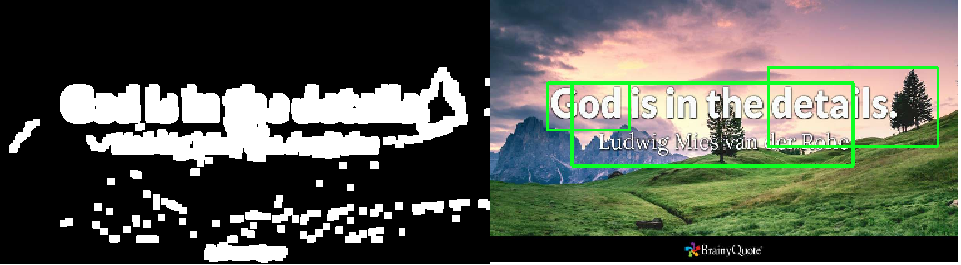 God is in the details.
Ludwig Mies van der Rohe
BrainyQuote